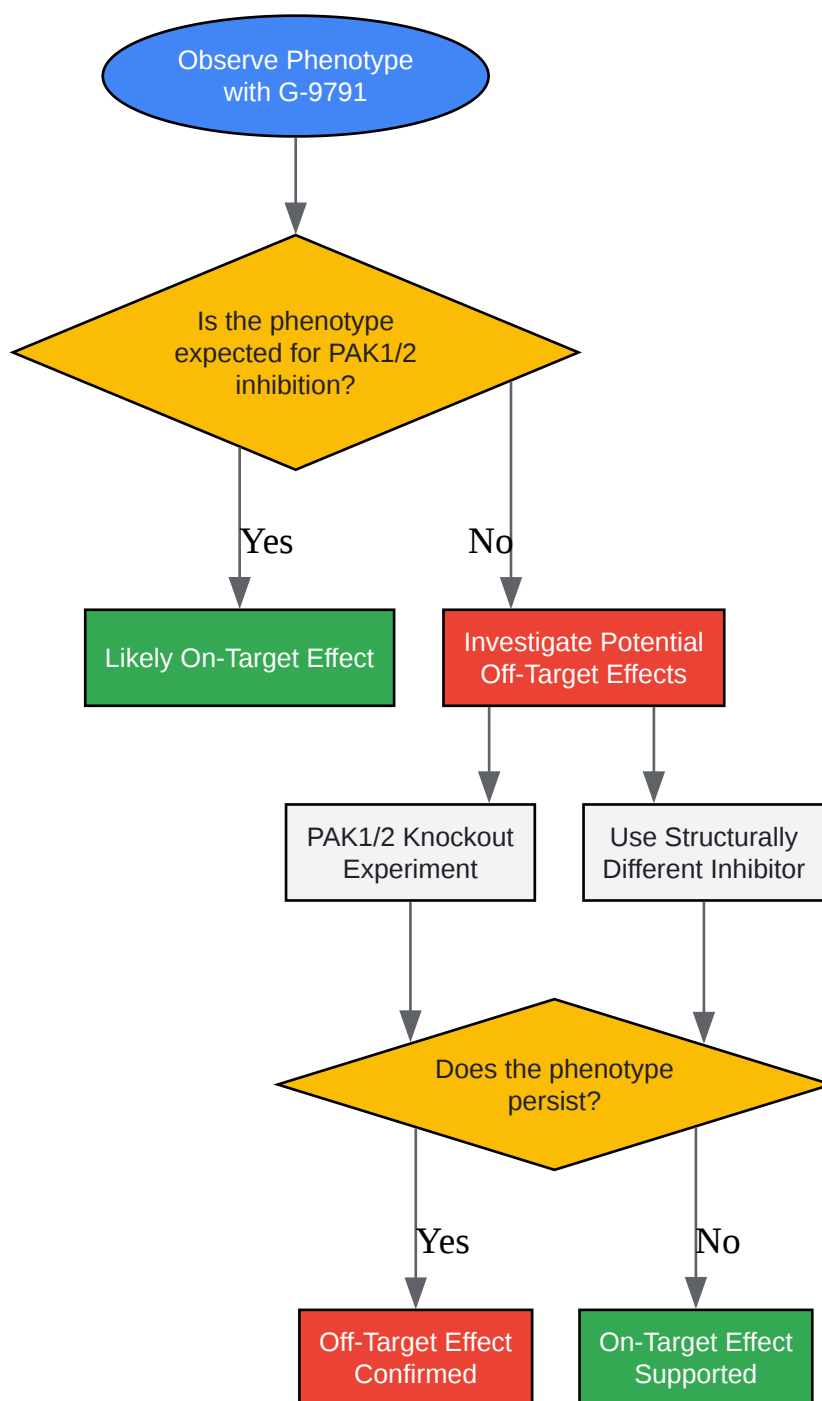 Observe Phenotype
with G-9791
Is the phenotype
expected for PAK1/2
inhibition?
Yes
No
Likely On-Target Effect
Investigate Potential
Off-Target Effects
PAK1/2 Knockout
Experiment
Use Structurally
Different Inhibitor
Does the phenotype
persist?
Yes
No
Off-Target Effect
Confirmed
On-Target Effect
Supported